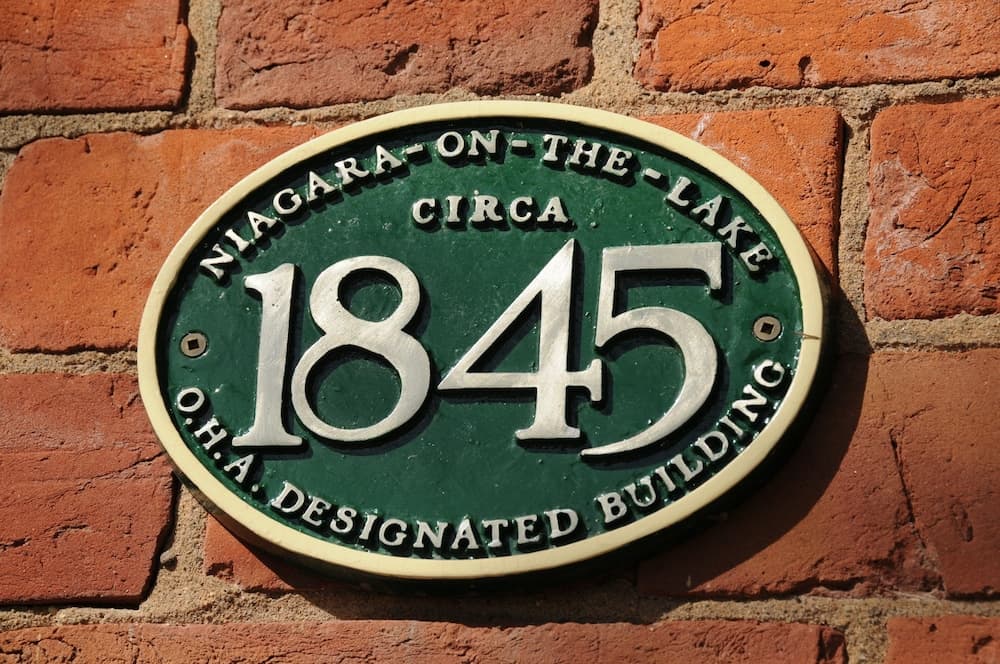 NIAGARA-ON-THE-LAKE
CIRCA
1845
O.H.A. DESIGNATED BUILDING